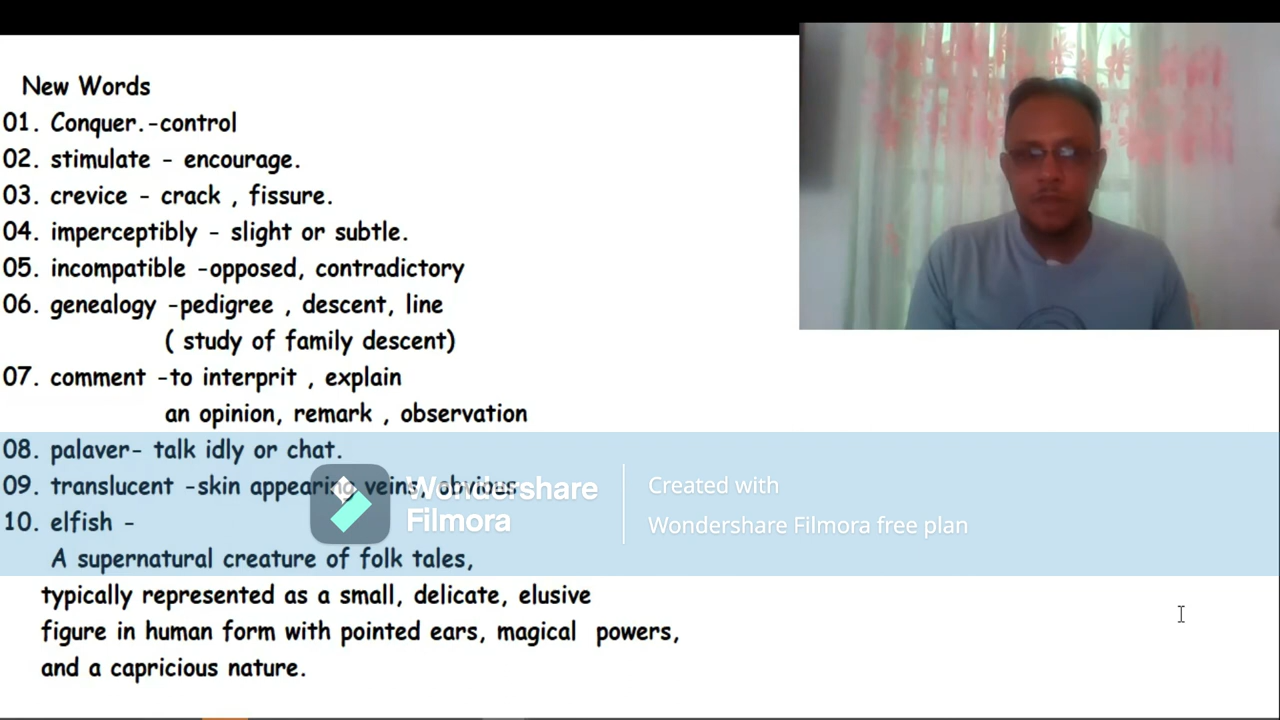 New Words
01. Conquer.-control
02. stimulate - encourage.
03. crevice - crack , fissure.
04. imperceptibly - slight or subtle.
05. incompatible -opposed, contradictory
06. genealogy -pedigree , descent, line
( study of family descent)
07. comment -to interprit , explain
an opinion, remark , observation
08. palaver- talk idly or chat.
09. translucent -skin appearing veins, obvious
10. elfish -
A supernatural creature of folk tales,
typically represented as a small, delicate, elusive
figure in human form with pointed ears, magical powers,
and a capricious nature.
Wondershare
Filmora
Created with
Wondershare Filmora free plan